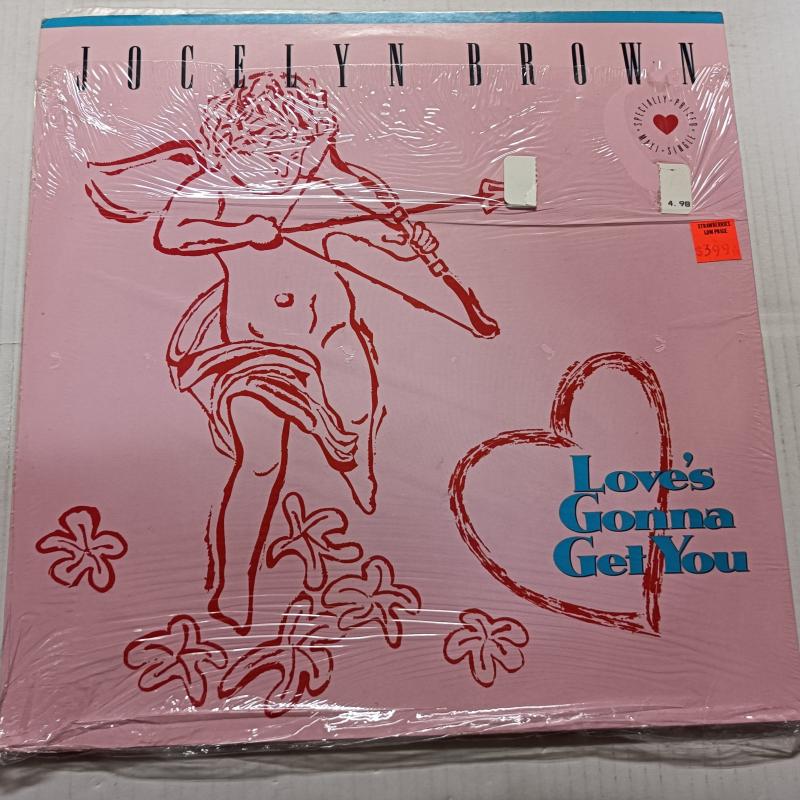 JOCELYN BROWN
SPECIALLY • PRICED • MAXI • SINGLE •
4.98
STRAWBERRIES
LOW PRICE
$3.99
Love's
Gonna
Get You